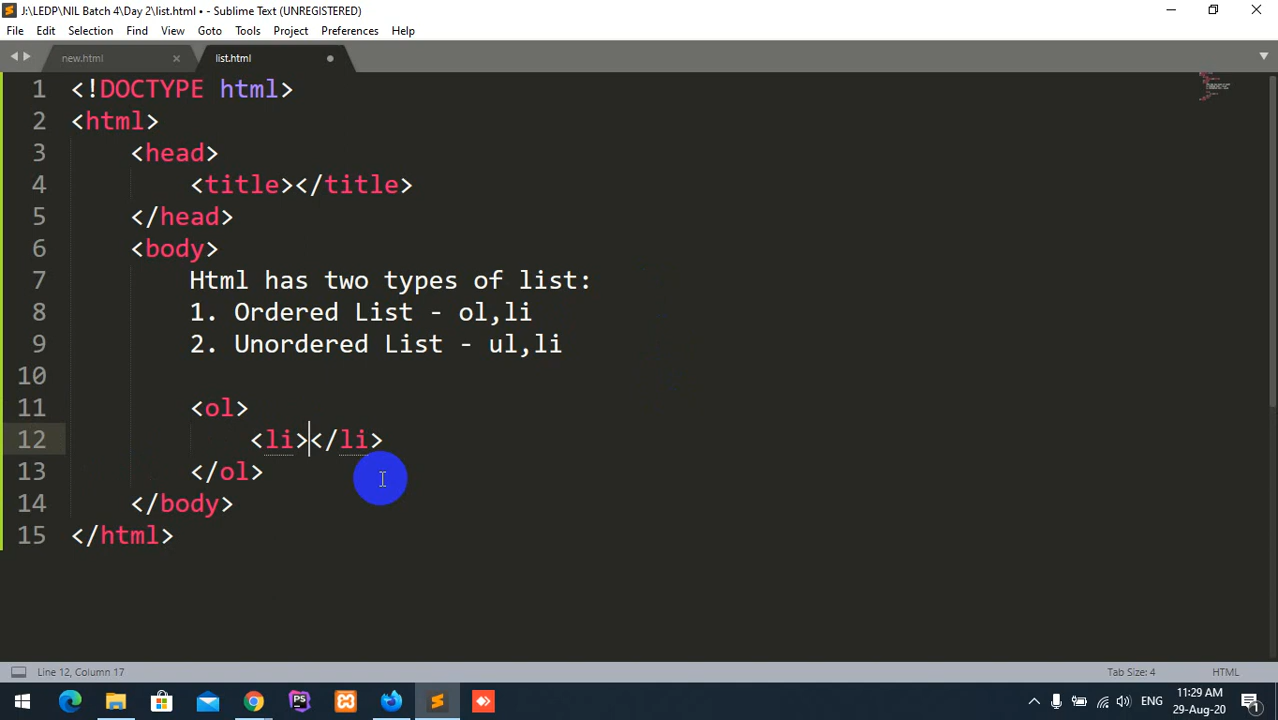 J:\LEDP\NIL Batch 4\Day 2\list.html • - Sublime Text (UNREGISTERED)
File Edit Selection Find View Goto Tools Project Preferences Help
new.html list.html
1 <!DOCTYPE html>
2 <html>
3 <head>
4 <title></title>
5 </head>
6 <body>
7 Html has two types of list:
8 1. Ordered List - ol,li
9 2. Unordered List - ul,li
10
11 <ol>
12 <li></li>
13 </ol>
14 </body>
15 </html>
Line 12, Column 17 Tab Size: 4 HTML
PS ENG 11:29 AM
29-Aug-20 1